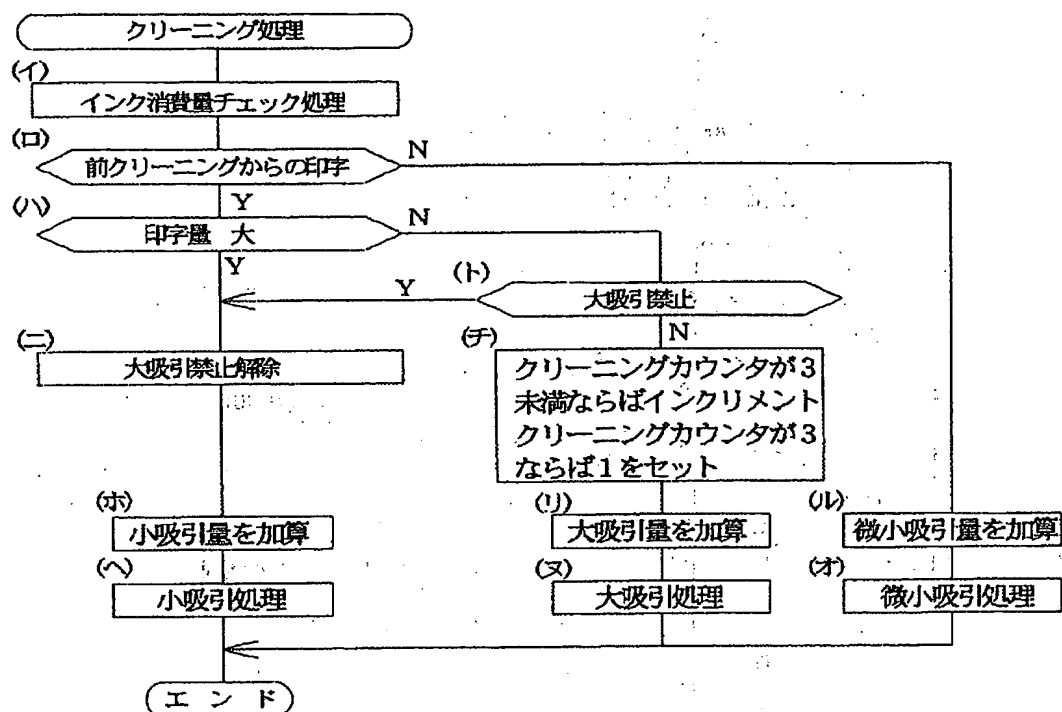 クリーニング処理
(イ)
インク消費量チェック処理
(ロ)
前クリーニングからの印字
N
Y
(ハ)
印字量 大
N
Y
(ト)
Y
大吸引禁止
N
(ニ)
大吸引禁止解除
(チ)
クリーニングカウンタが3
未満ならばインクリメント
クリーニングカウンタが3
ならば1をセット
(ホ)
小吸引量を加算
(リ)
大吸引量を加算
(ル)
微小吸引量を加算
(ヘ)
小吸引処理
(ヌ)
大吸引処理
(オ)
微小吸引処理
エ ン ド